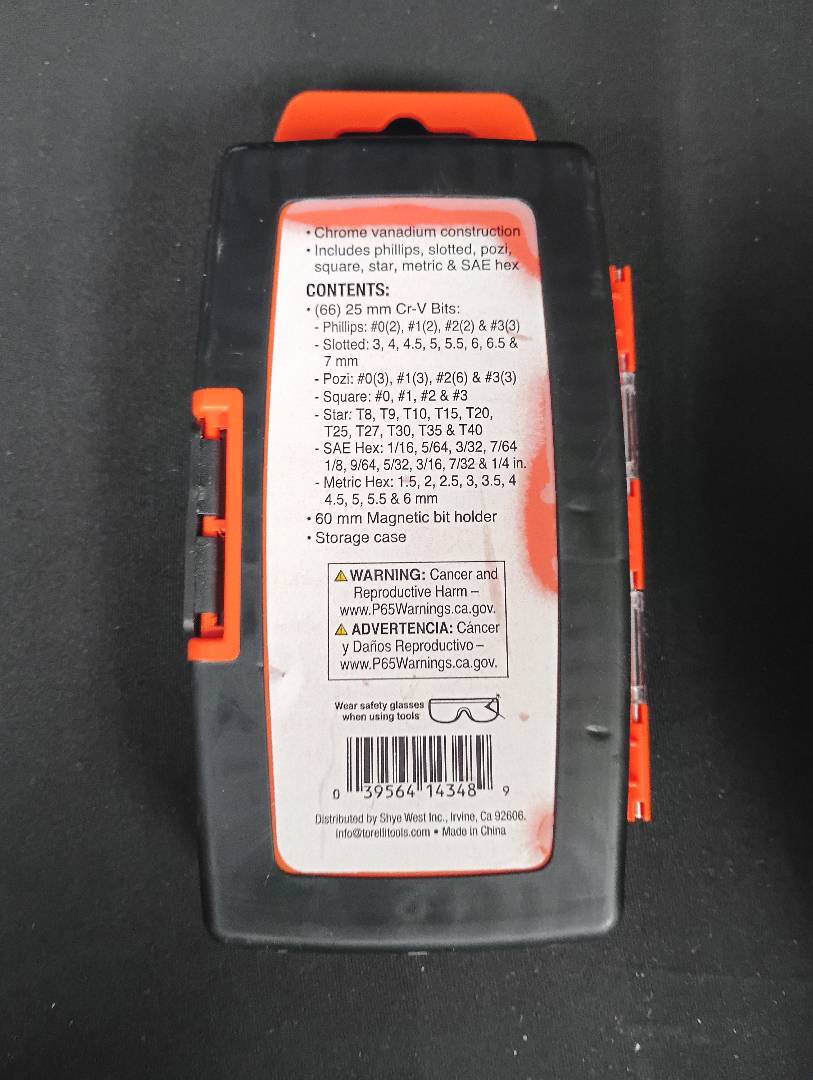 • Chrome vanadium construction
• Includes phillips, slotted, pozi,
square, star, metric & SAE hex
CONTENTS:
• (66) 25 mm Cr-V Bits:
- Phillips: #0(2), #1(2), #2(2) & #3(3)
- Slotted: 3, 4, 4.5, 5, 5.5, 6, 6.5 &
7 mm
- Pozi: #0(3), #1(3), #2(6) & #3(3)
- Square: #0, #1, #2 & #3
- Star: T8, T9, T10, T15, T20,
T25, T27, T30, T35 & T40
- SAE Hex: 1/16, 5/64, 3/32, 7/64
1/8, 9/64, 5/32, 3/16, 7/32 & 1/4 in.
- Metric Hex: 1.5, 2, 2.5, 3, 3.5, 4
4.5, 5, 5.5 & 6 mm
• 60 mm Magnetic bit holder
• Storage case
⚠ WARNING: Cancer and
Reproductive Harm –
www.P65Warnings.ca.gov.
⚠ ADVERTENCIA: Cáncer
y Daños Reproductivo –
www.P65Warnings.ca.gov.
Wear safety glasses
when using tools
0 39564 14348 9
Distributed by Shye West Inc., Irvine, Ca 92606.
info@torellitools.com • Made in China